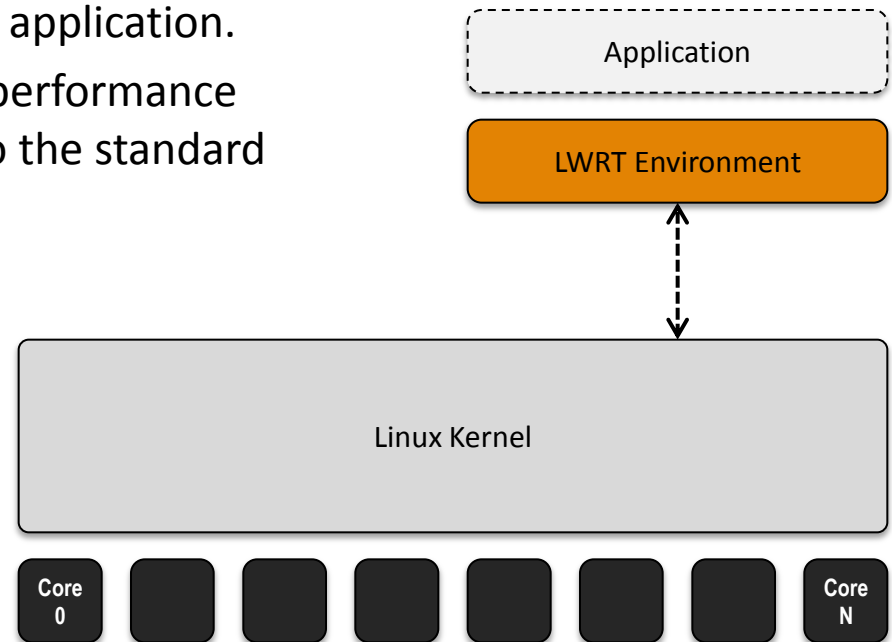 application.
performance
o the standard
Application
LWRT Environment
Linux Kernel
Core
0
Core
N